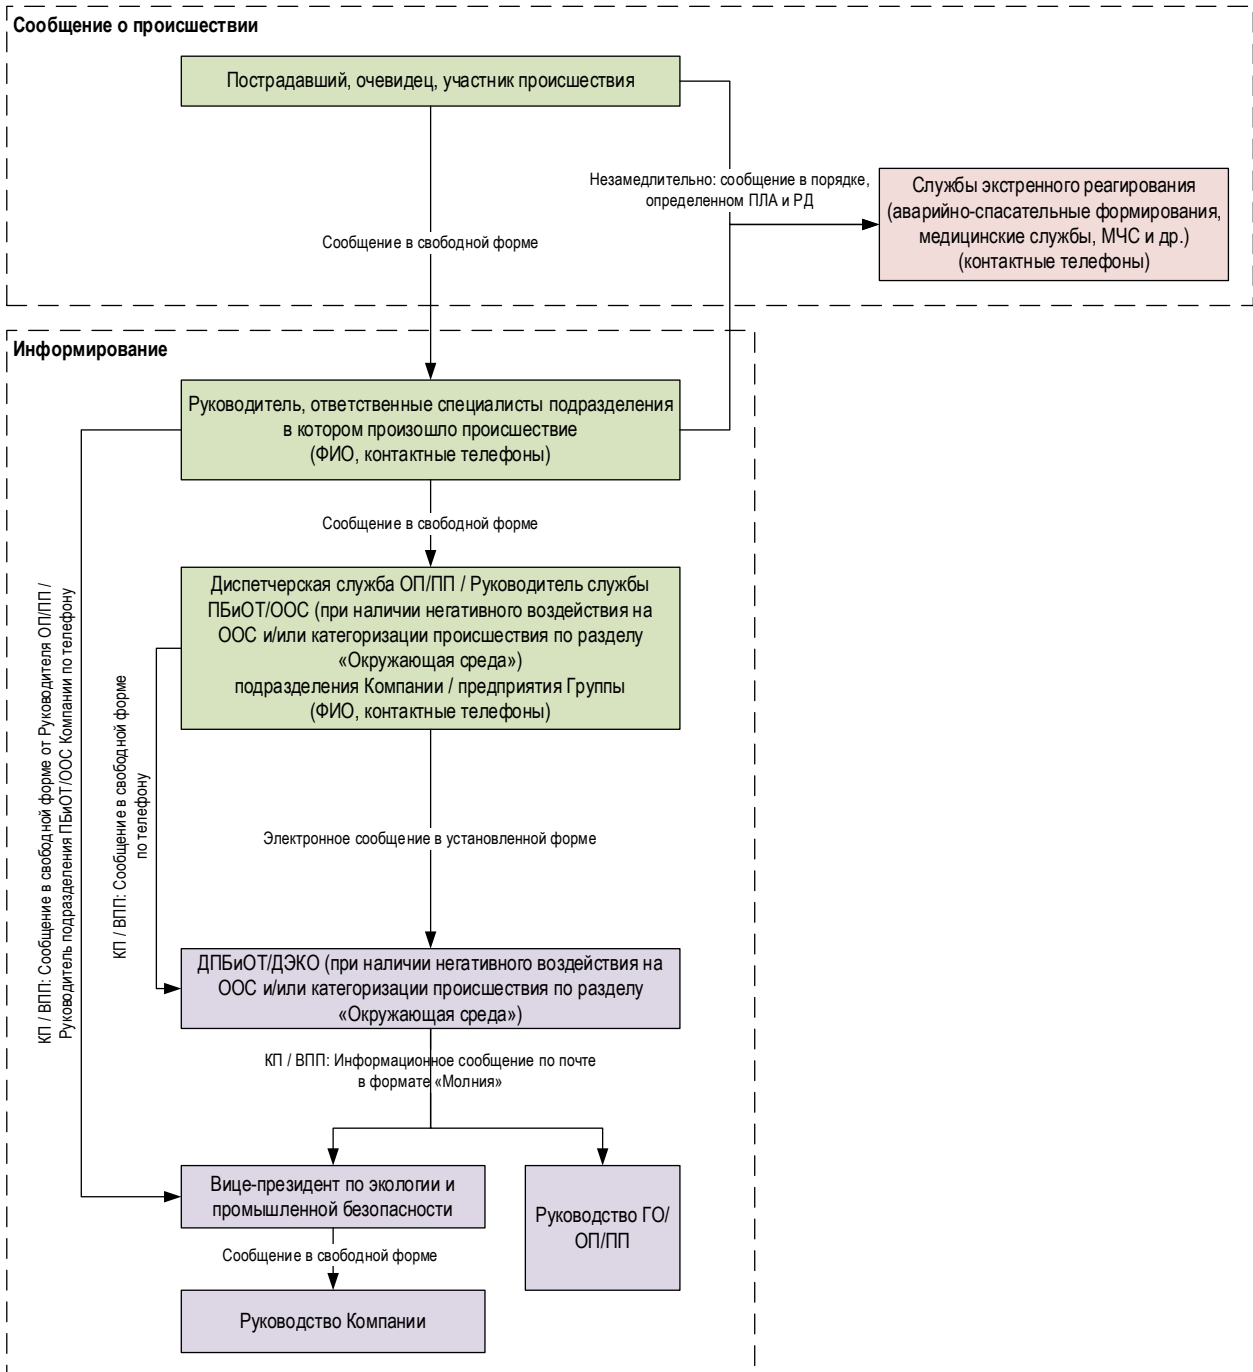 Сообщение о происшествии
Пострадавший, очевидец, участник происшествия
Незамедлительно: сообщение в порядке,
определенном ПЛА и РД
Службы экстренного реагирования
(аварийно-спасательные формирования,
медицинские службы, МЧС и др.)
(контактные телефоны)
Сообщение в свободной форме
Информирование
Руководитель, ответственные специалисты подразделения
в котором произошло происшествие
(ФИО, контактные телефоны)
Сообщение в свободной форме
Диспетчерская служба ОП/ПП / Руководитель службы
ПБиОТ/ООС (при наличии негативного воздействия на
ООС и/или категоризации происшествия по разделу
«Окружающая среда»)
подразделения Компании / предприятия Группы
(ФИО, контактные телефоны)
КП / ВПП: Сообщение в свободной форме от Руководителя ОП/ПП /
Руководитель подразделения ПБиОТ/ООС Компании по телефону
КП / ВПП: Сообщение в свободной форме
по телефону
Электронное сообщение в установленной форме
ДПБиОТ/ДЭКО (при наличии негативного воздействия на
ООС и/или категоризации происшествия по разделу
«Окружающая среда»)
КП / ВПП: Информационное сообщение по почте
в формате «Молния»
Вице-президент по экологии и
промышленной безопасности
Руководство ГО/
ОП/ПП
Сообщение в свободной форме
Руководство Компании